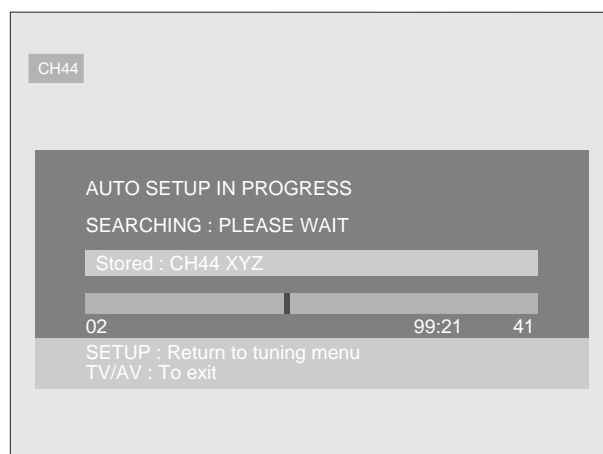 CH44
AUTO SETUP IN PROGRESS
SEARCHING : PLEASE WAIT
Stored : CH44 XYZ
02 99:21 41
SETUP : Return to tuning menu
TV/AV : To exit